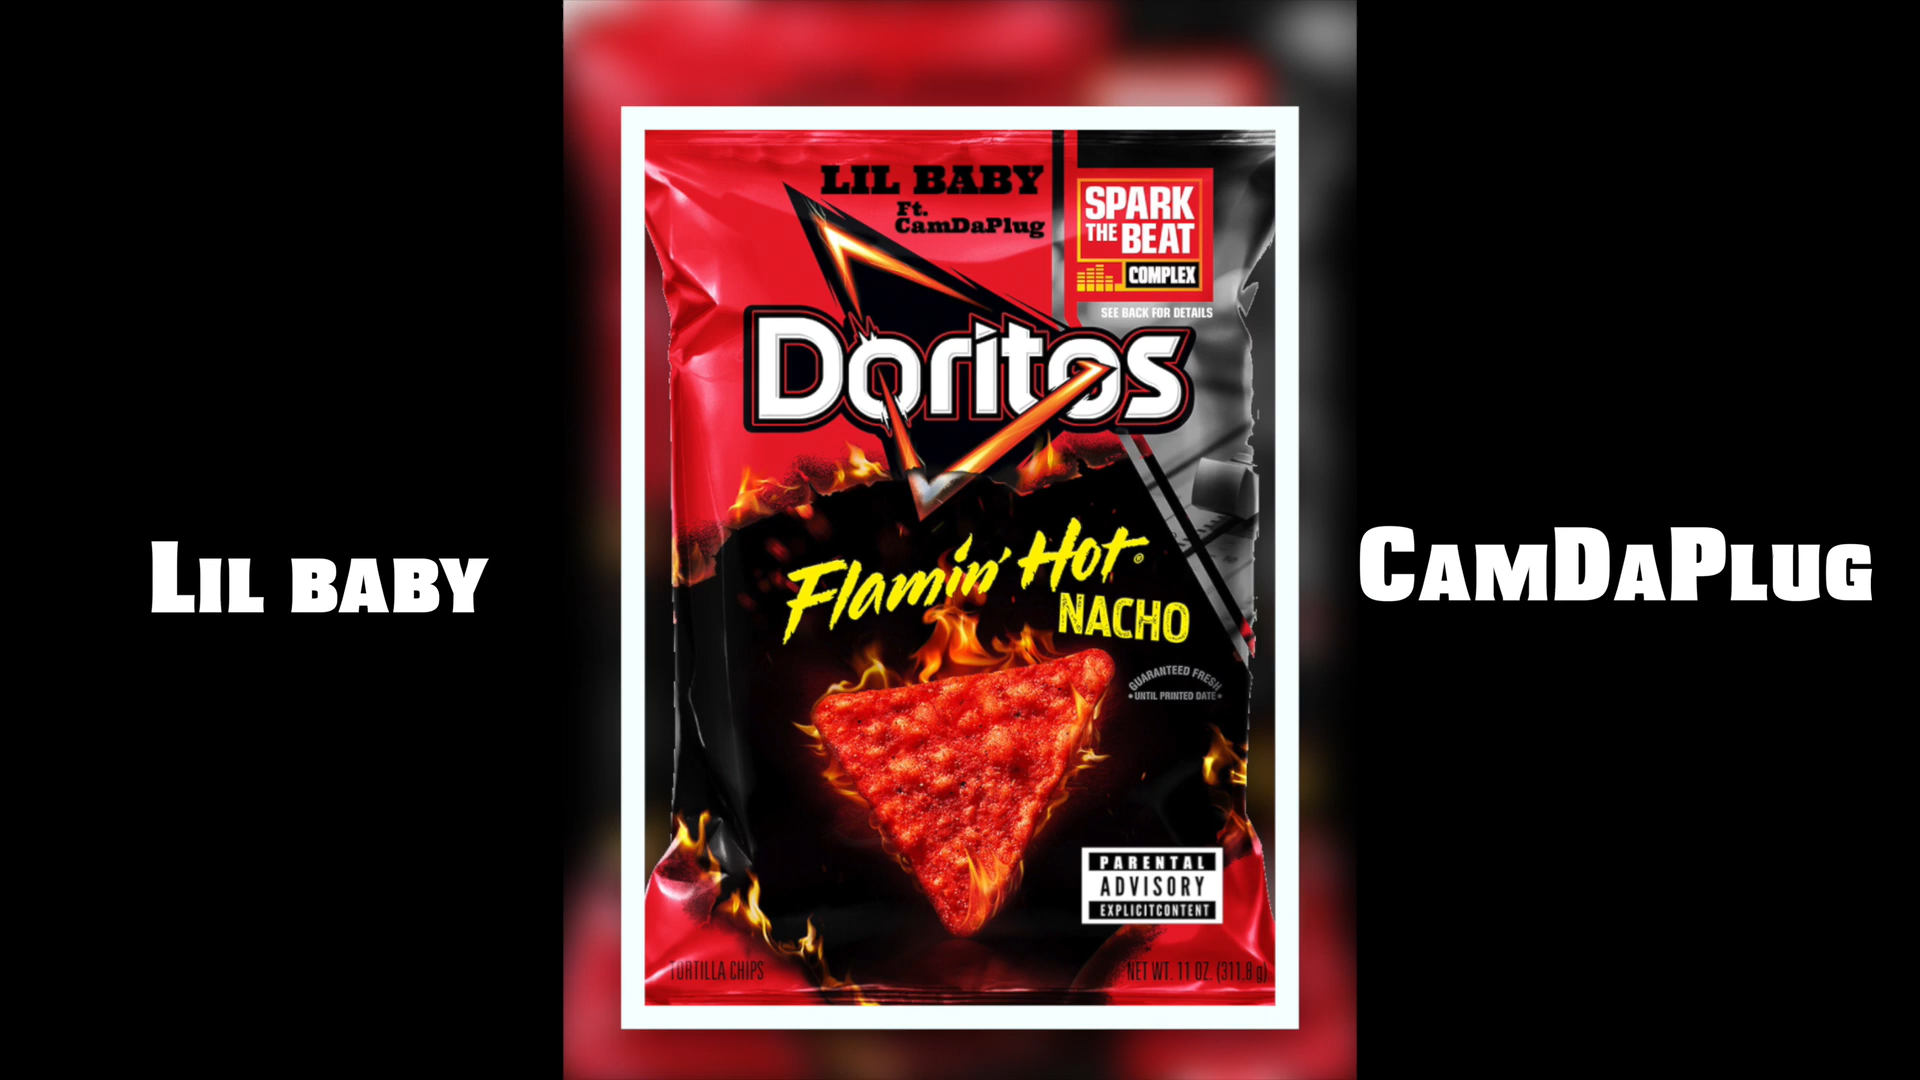 LIL BABY
Ft.
CamDaPlug
SPARK
THE BEAT
COMPLEX
SEE BACK FOR DETAILS
Doritos
Flamin' Hot®
NACHO
GUARANTEED FRESH
• UNTIL PRINTED DATE •
LIL BABY
CAMDAPLUG
PARENTAL
ADVISORY
EXPLICITCONTENT
TORTILLA CHIPS
NET WT. 11 OZ. (311.8 g)